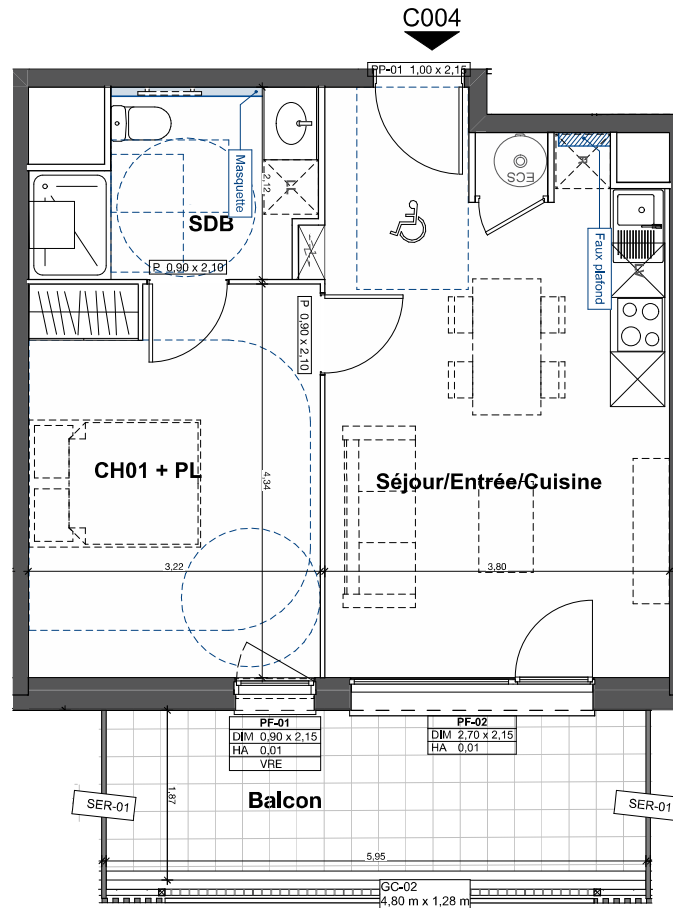 C004
PP-01 1,00 x 2,15
Masquette
2,12
SDB
ECS
R
LL
LV
Faux plafond
P 0,90 x 2,10
P 0,90 x 2,10
CH01 + PL
4,34
Séjour/Entrée/Cuisine
3,22
3,80
PF-01
DIM 0,90 x 2,15
HA 0,01
VRE
PF-02
DIM 2,70 x 2,15
HA 0,01
1,87
Balcon
SER-01
SER-01
5,95
GC-02
4,80 m x 1,28 m